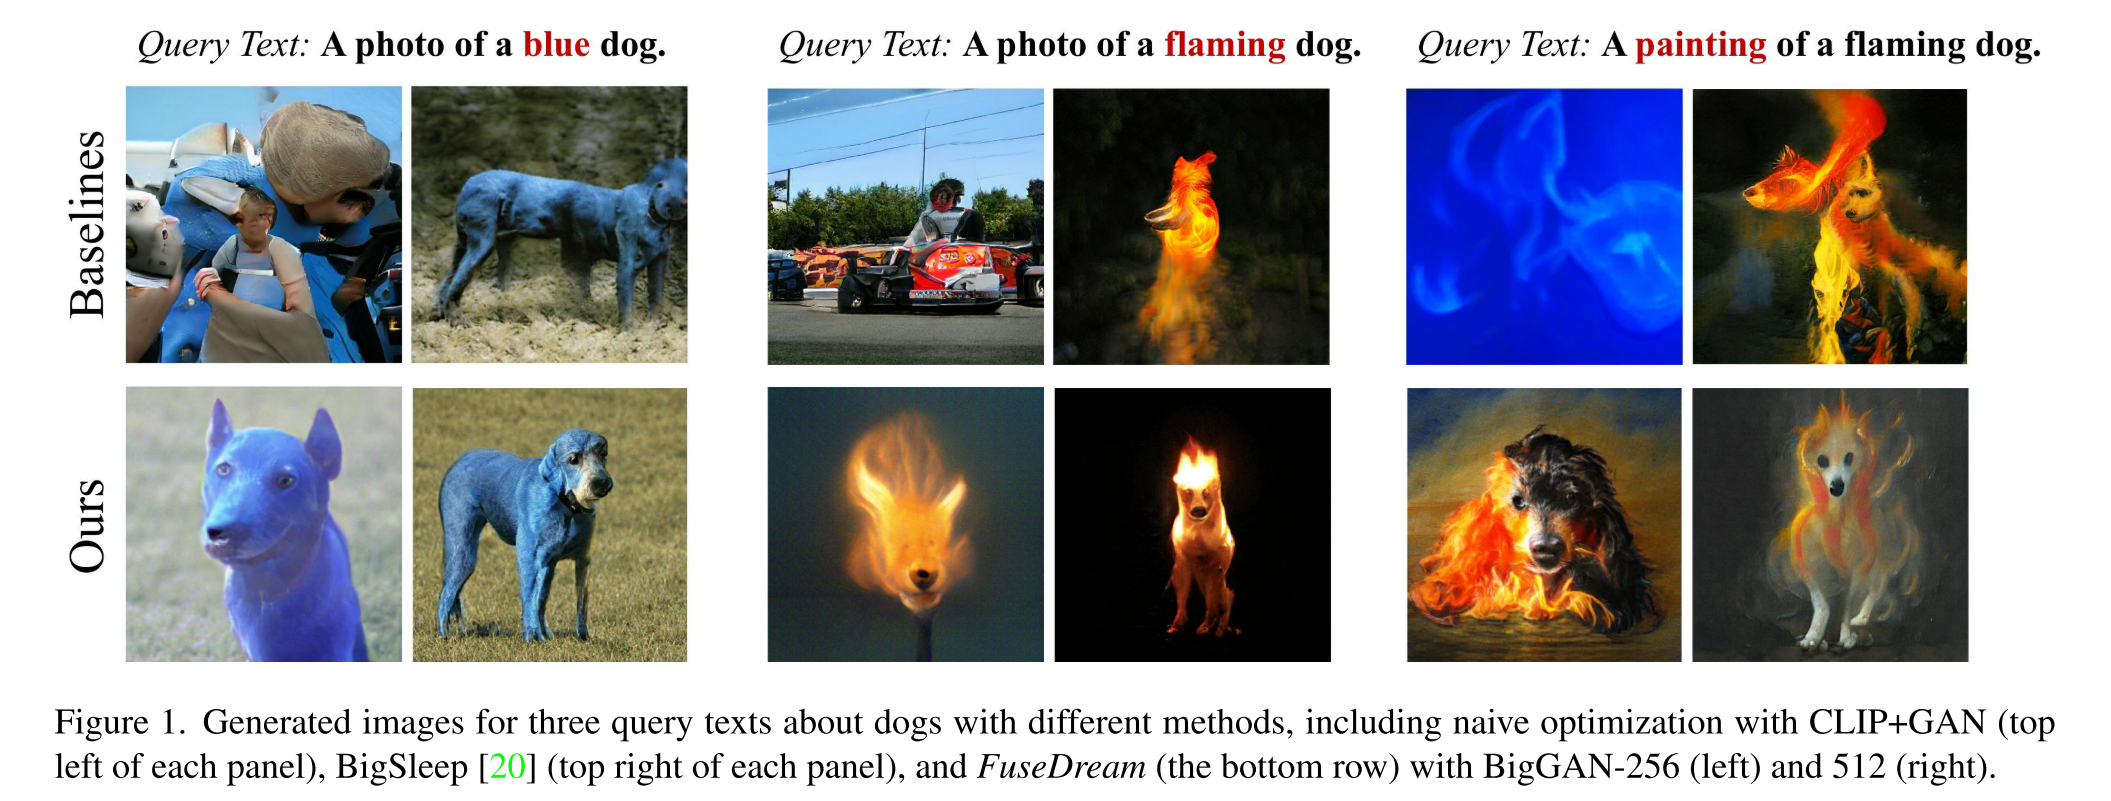 Query Text: A photo of a blue dog.
Query Text: A photo of a flaming dog.
Query Text: A painting of a flaming dog.
Baselines
Ours
Figure 1. Generated images for three query texts about dogs with different methods, including naive optimization with CLIP+GAN (top
left of each panel), BigSleep [20] (top right of each panel), and FuseDream (the bottom row) with BigGAN-256 (left) and 512 (right).